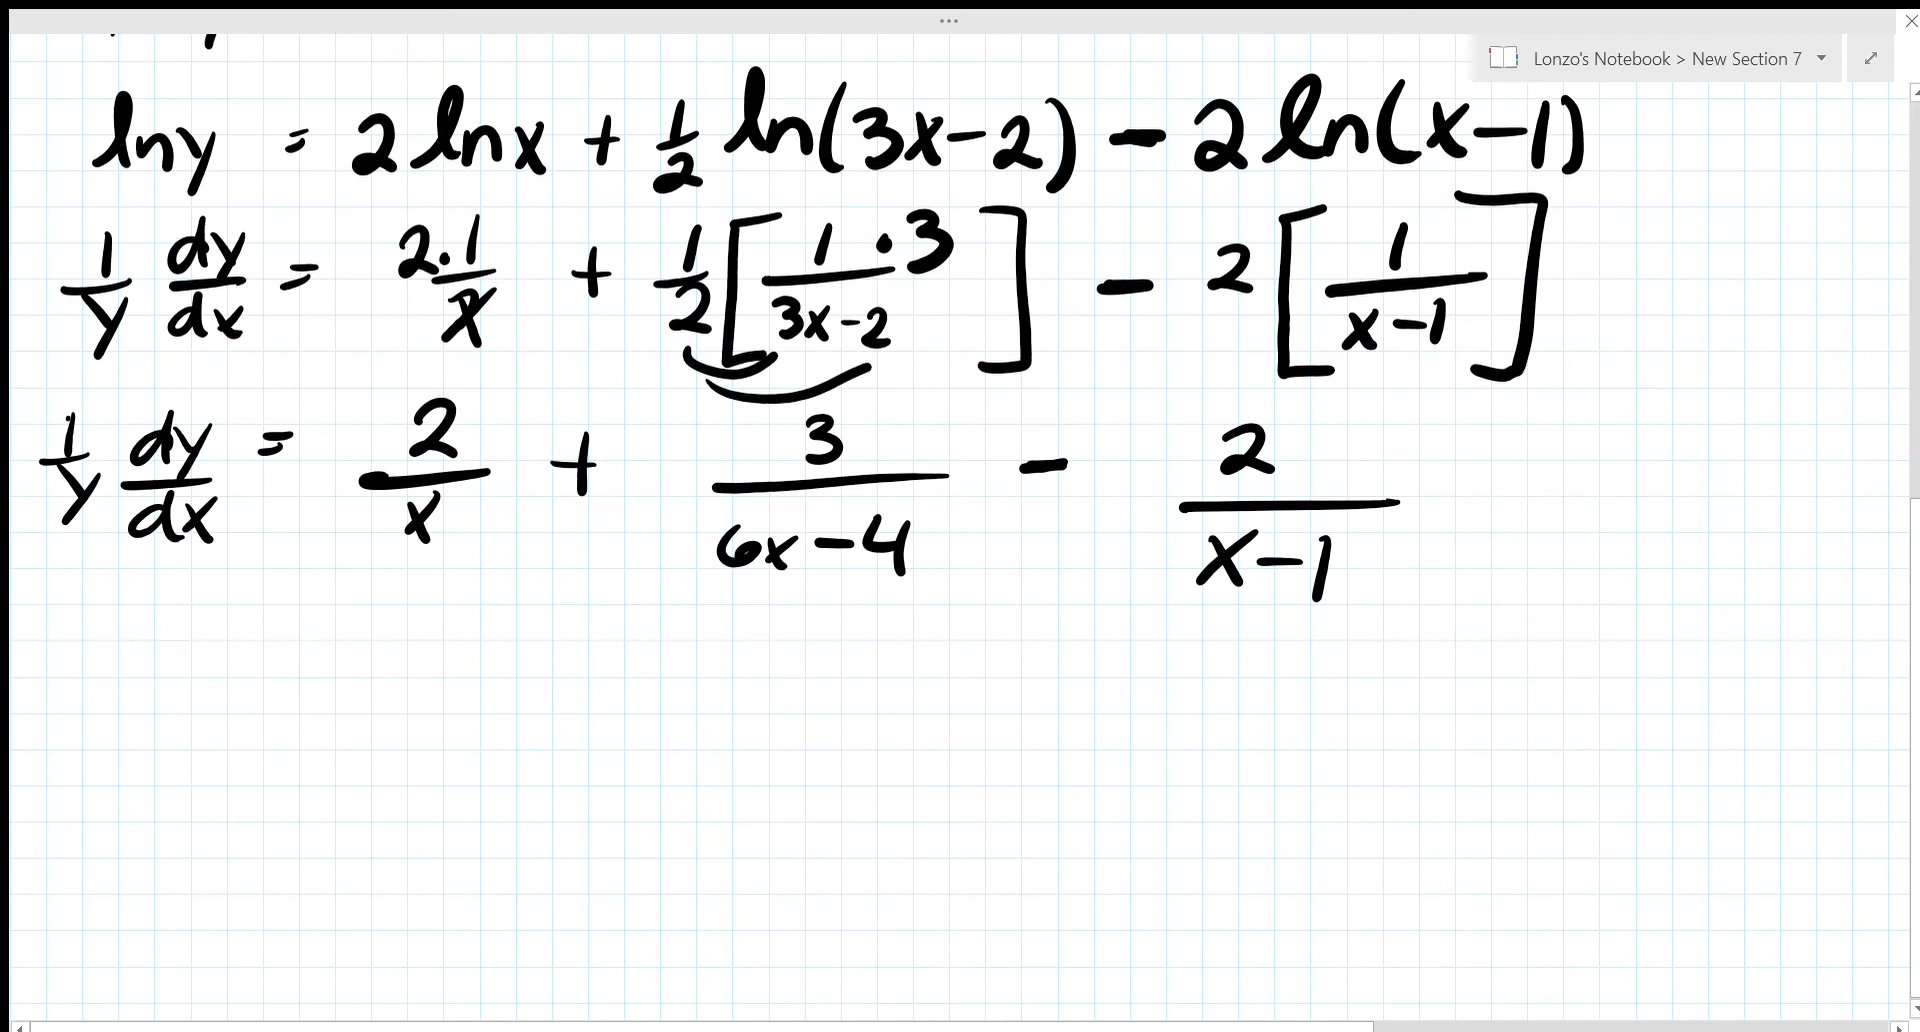 Lonzo's Notebook > New Section 7
ln y = 2 ln x + 1/2 ln(3x-2) - 2 ln(x-1)
1/y dy/dx = 2·1/x + 1/2 [1·3/3x-2] - 2 [1/x-1]
1/y dy/dx = 2/x + 3/6x-4 - 2/x-1